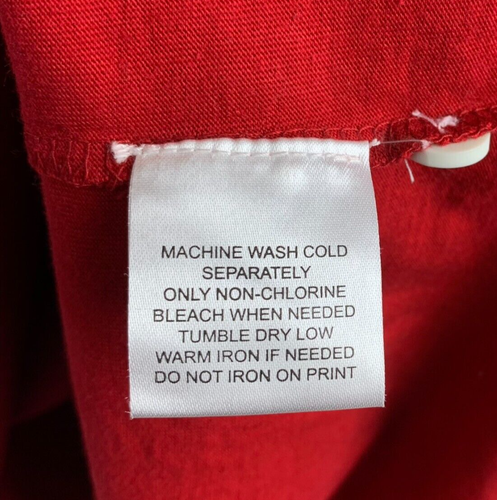 MACHINE WASH COLD
SEPARATELY
ONLY NON-CHLORINE
BLEACH WHEN NEEDED
TUMBLE DRY LOW
WARM IRON IF NEEDED
DO NOT IRON ON PRINT